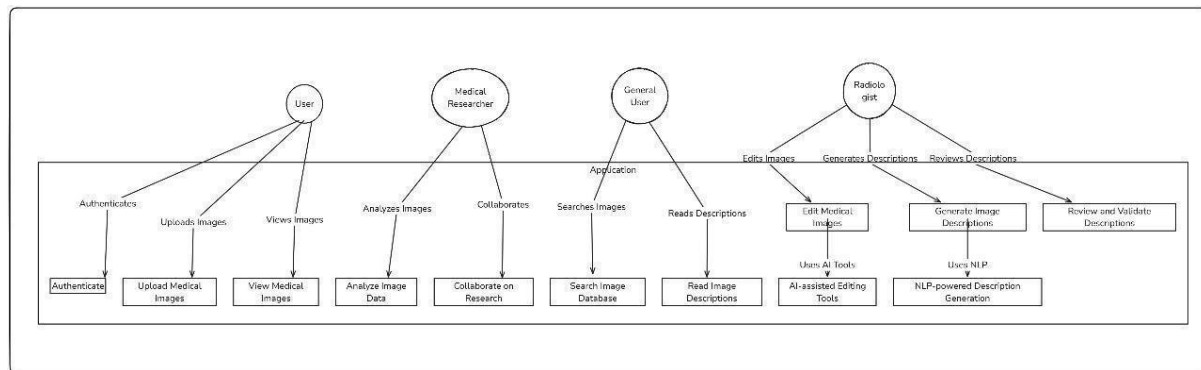 User
Medical
Researcher
General
User
Radiolo
gist
Edits Images
Generates Descriptions
Reviews Descriptions
Application
Authenticates
Uploads Images
Views Images
Analyzes Images
Collaborates
Searches Images
Reads Descriptions
Edit Medical
Images
Generate Image
Descriptions
Review and Validate
Descriptions
Uses AI Tools
Uses NLP
Authenticate
Upload Medical
Images
View Medical
Images
Analyze Image
Data
Collaborate on
Research
Search Image
Database
Read Image
Descriptions
AI-assisted Editing
Tools
NLP-powered Description
Generation